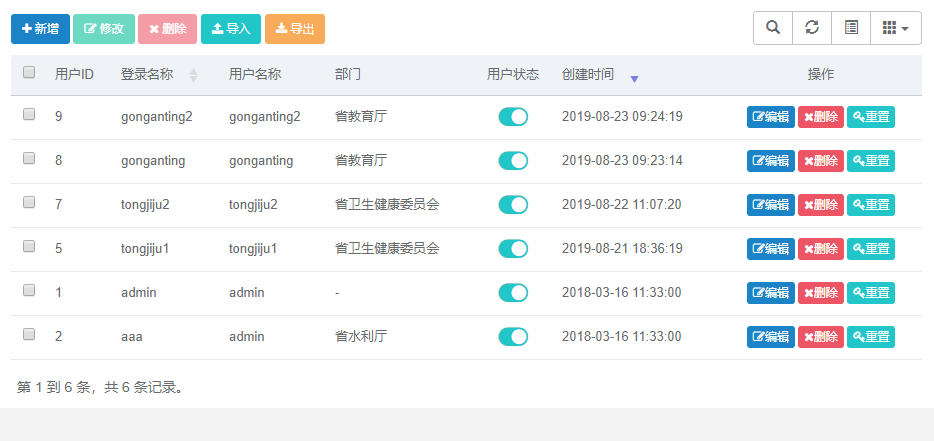 新增 修改 删除 导入 导出
用户ID 登录名称 用户名称 部门 用户状态 创建时间 操作
9 gonganting2 gonganting2 省教育厅 2019-08-23 09:24:19 编辑 删除 重置
8 gonganting gonganting 省教育厅 2019-08-23 09:23:14 编辑 删除 重置
7 tongjiju2 tongjiju2 省卫生健康委员会 2019-08-22 11:07:20 编辑 删除 重置
5 tongjiju1 tongjiju1 省卫生健康委员会 2019-08-21 18:36:19 编辑 删除 重置
1 admin admin - 2018-03-16 11:33:00 编辑 删除 重置
2 aaa admin 省水利厅 2018-03-16 11:33:00 编辑 删除 重置
第 1 到 6 条，共 6 条记录。